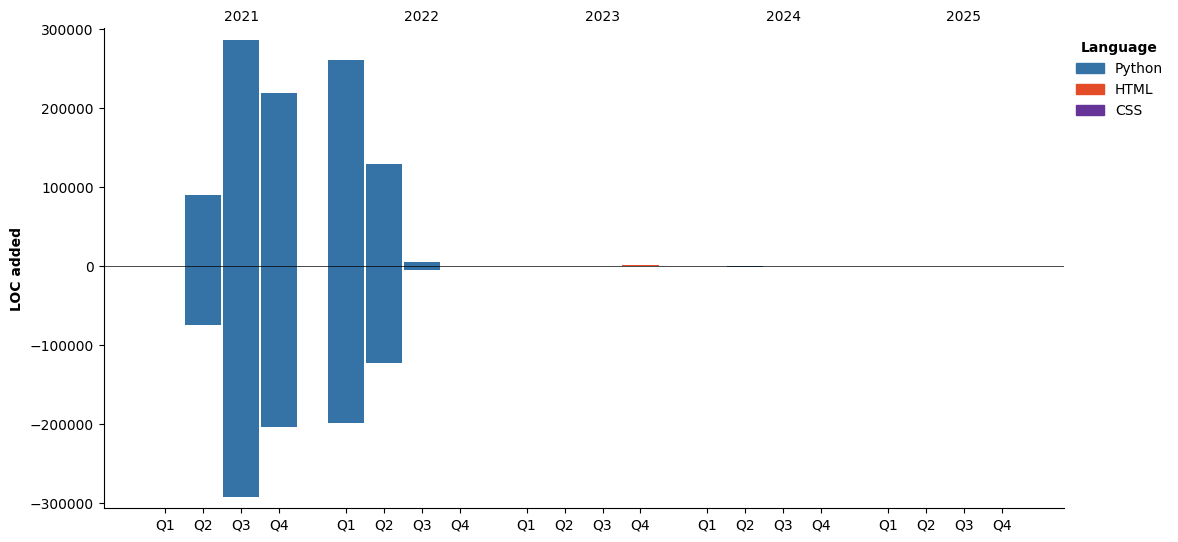 2021 2022 2023 2024 2025
300000
200000
100000
0
−100000
−200000
−300000
LOC added
Q1 Q2 Q3 Q4 Q1 Q2 Q3 Q4 Q1 Q2 Q3 Q4 Q1 Q2 Q3 Q4 Q1 Q2 Q3 Q4
Language
Python
HTML
CSS